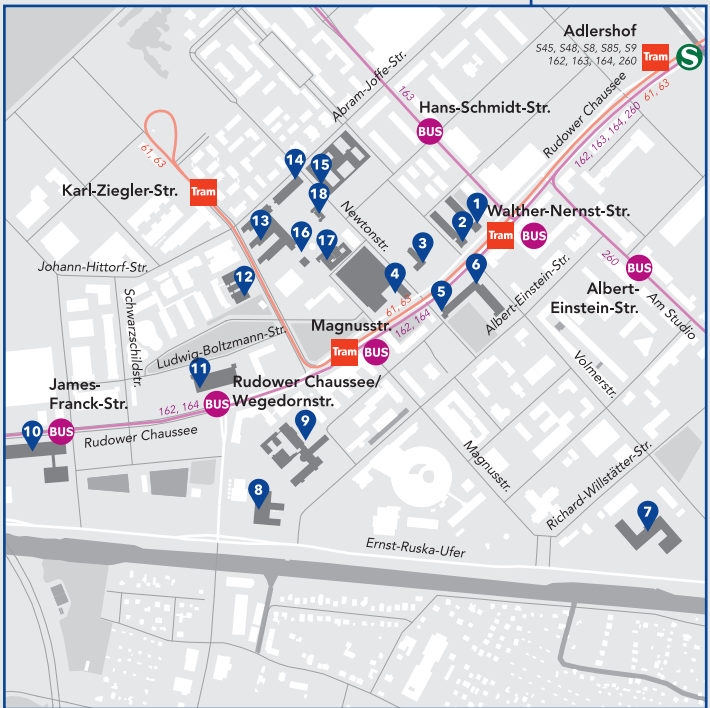 Adlershof
S45, S48, S8, S85, S9
162, 163, 164, 260
Tram
S
61, 63
Rudower Chaussee
162, 163, 164, 260
Abram-Joffe-Str.
163
Hans-Schmidt-Str.
BUS
61, 63
Karl-Ziegler-Str.
Tram
14
15
18
13
16
17
12
Newtonstr.
1
2
3
4
5
6
Walther-Nernst-Str.
Tram
BUS
260
BUS
Albert-
Einstein-Str.
Am Studio
Albert-Einstein-Str.
Johann-Hittorf-Str.
Schwarzschildstr.
61, 63
162, 164
Magnusstr.
Tram
BUS
Ludwig-Boltzmann-Str.
Volmerstr.
11
James-
Franck-Str.
BUS
10
162, 164
BUS
Rudower Chaussee/
Wegedornstr.
Rudower Chaussee
9
8
Magnusstr.
Richard-Willstätter-Str.
7
Ernst-Ruska-Ufer